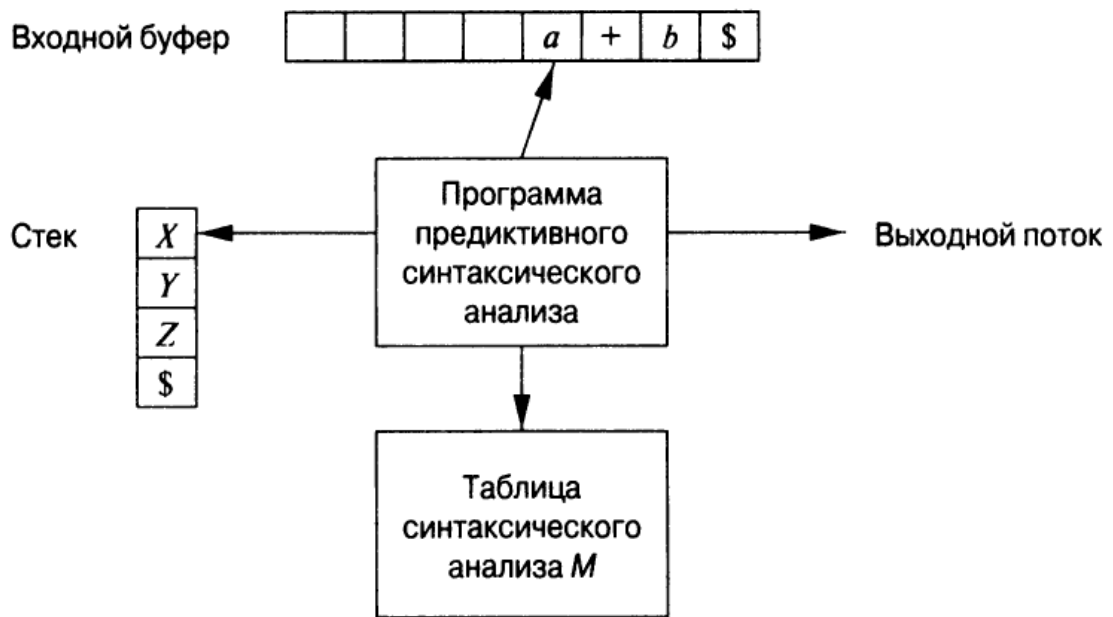 Входной буфер
a + b $
Программа
предиктивного
синтаксического
анализа
Стек
X
Y
Z
$
Выходной поток
Таблица
синтаксического
анализа M